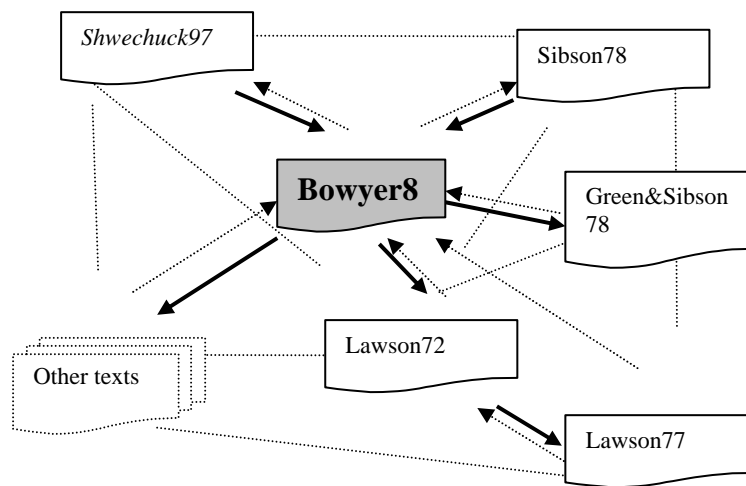 Shwechuck97
Sibson78
Bowyer8
Green&Sibson
78
Lawson72
Other texts
Lawson77